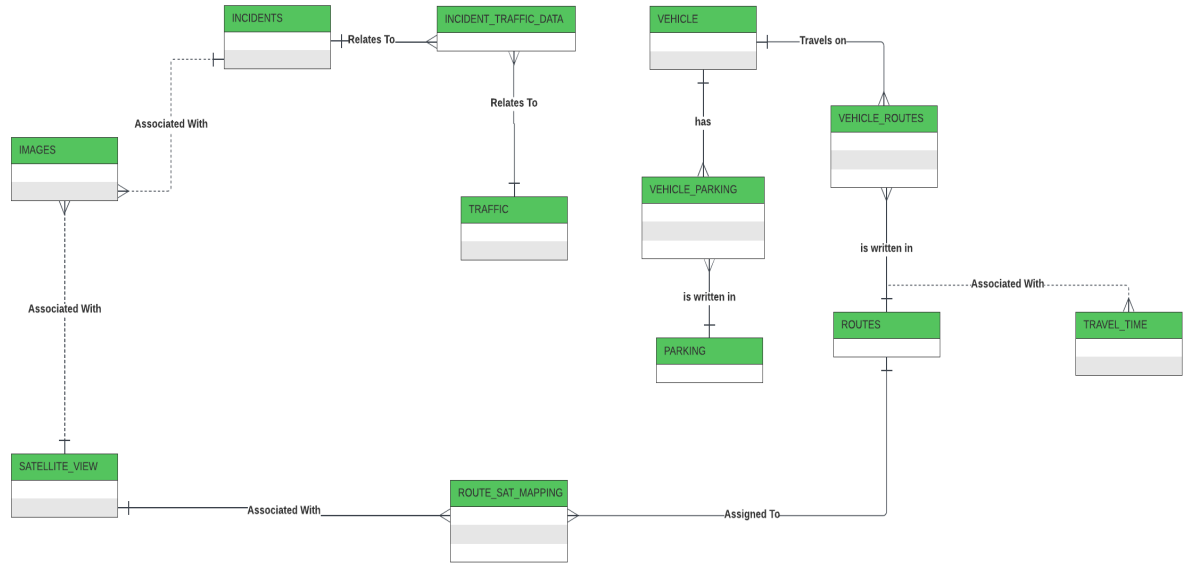 INCIDENTS
INCIDENT_TRAFFIC_DATA
VEHICLE
Relates To
Travels on
Relates To
VEHICLE_ROUTES
has
Associated With
IMAGES
VEHICLE_PARKING
TRAFFIC
is written in
Associated With
is written in
Associated With
ROUTES
TRAVEL_TIME
PARKING
SATELLITE_VIEW
ROUTE_SAT_MAPPING
Associated With
Assigned To